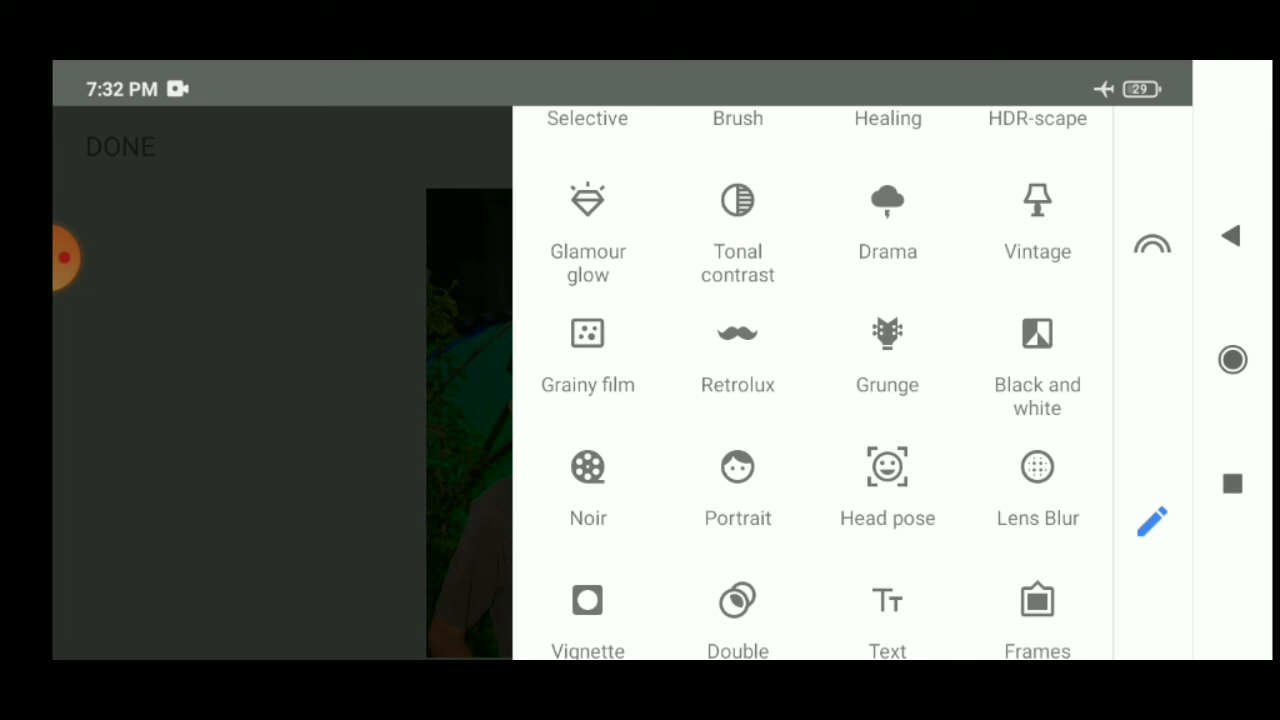 7:32 PM
29
DONE
Selective
Brush
Healing
HDR-scape
Glamour
glow
Tonal
contrast
Drama
Vintage
Grainy film
Retrolux
Grunge
Black and
white
Noir
Portrait
Head pose
Lens Blur
Vignette
Double
Text
Frames